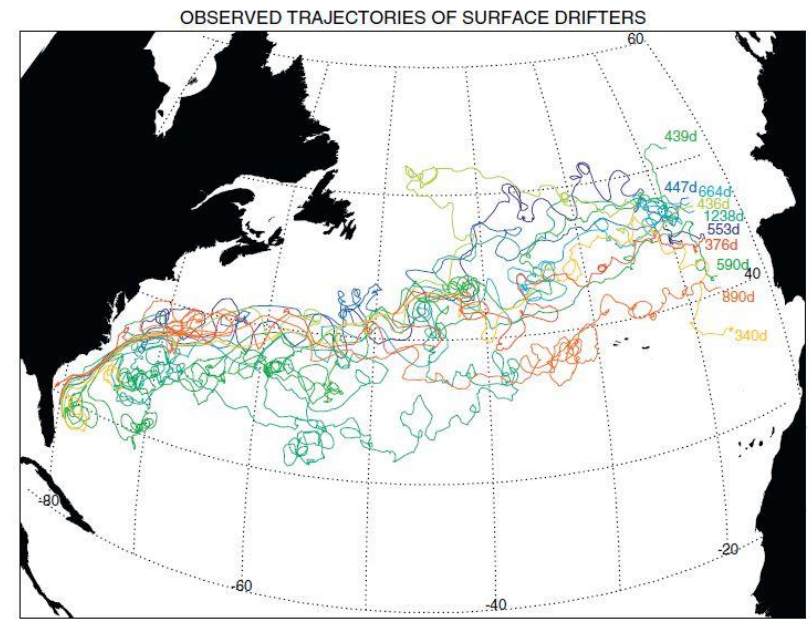 OBSERVED TRAJECTORIES OF SURFACE DRIFTERS
60
439d
447d 664d
436d
1238d
553d
376d
590d
40
890d
340d
-80
-20
-60
-40